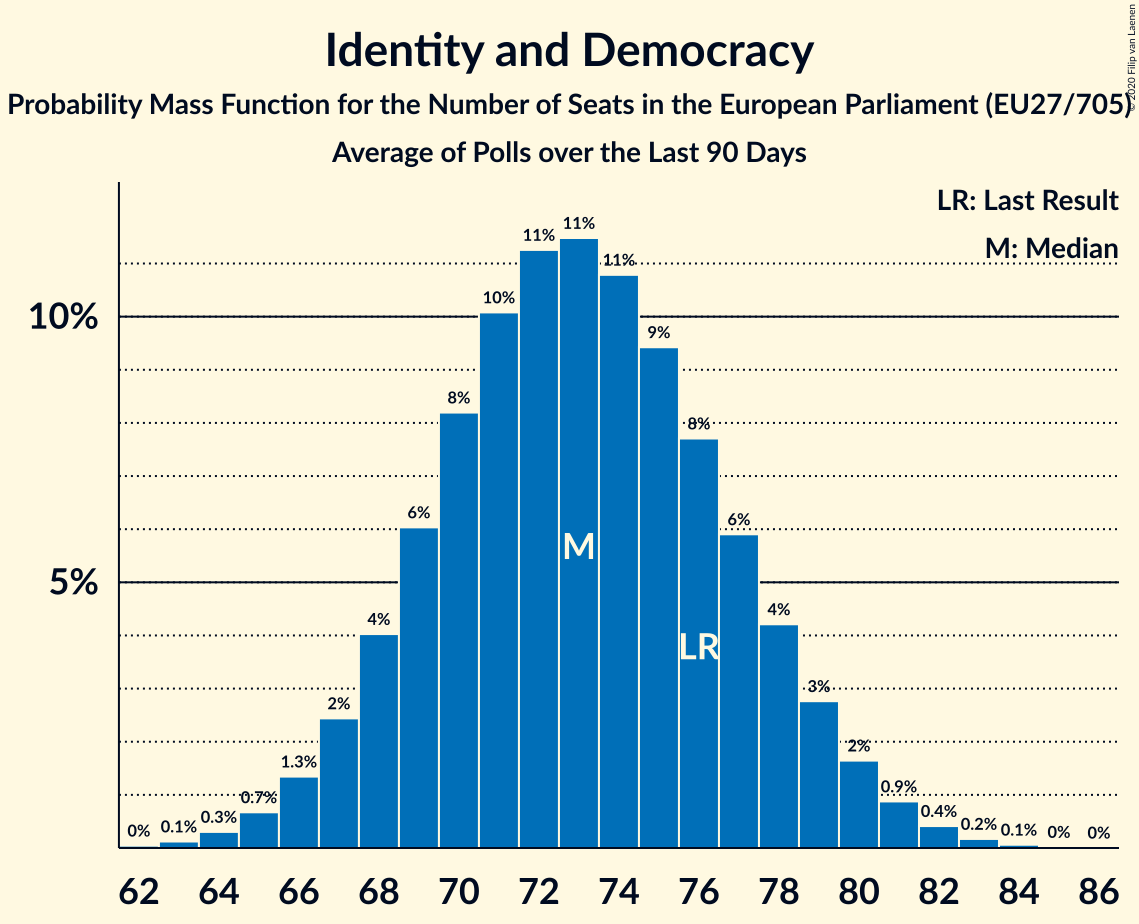 Identity and Democracy
Probability Mass Function for the Number of Seats in the European Parliament (EU27/705)
Average of Polls over the Last 90 Days
© 2020 Filip van Laenen
LR: Last Result
M: Median
10%
5%
0% 0.1% 0.3% 0.7% 1.3% 2% 4% 6% 8% 10% 11% 11% 11% 9% 8% 6% 4% 3% 2% 0.9% 0.4% 0.2% 0.1% 0% 0%
M
LR
62 64 66 68 70 72 74 76 78 80 82 84 86